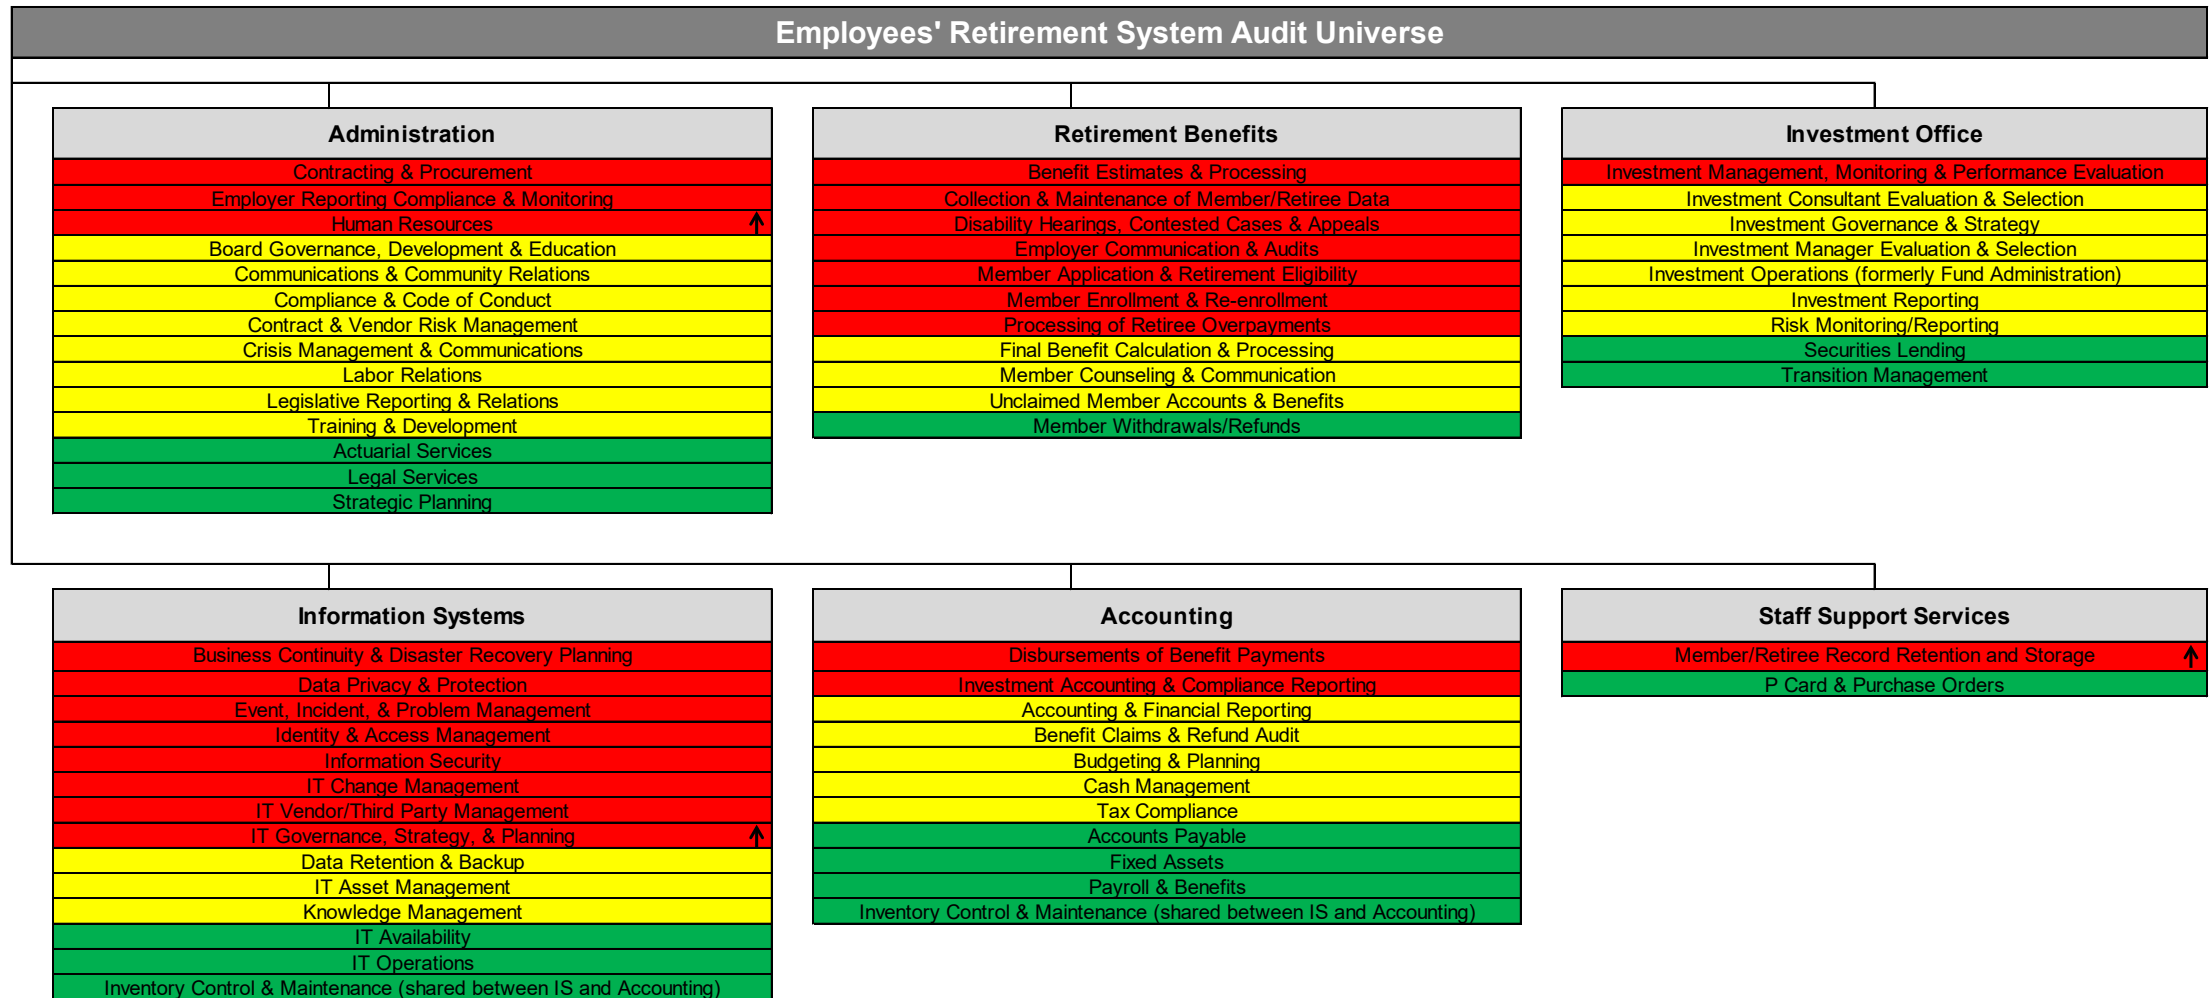 Employees' Retirement System Audit Universe
Administration
Contracting & Procurement
Employer Reporting Compliance & Monitoring
Human Resources
Board Governance, Development & Education
Communications & Community Relations
Compliance & Code of Conduct
Contract & Vendor Risk Management
Crisis Management & Communications
Labor Relations
Legislative Reporting & Relations
Training & Development
Actuarial Services
Legal Services
Strategic Planning
Retirement Benefits
Benefit Estimates & Processing
Collection & Maintenance of Member/Retiree Data
Disability Hearings, Contested Cases & Appeals
Employer Communication & Audits
Member Application & Retirement Eligibility
Member Enrollment & Re-enrollment
Processing of Retiree Overpayments
Final Benefit Calculation & Processing
Member Counseling & Communication
Unclaimed Member Accounts & Benefits
Member Withdrawals/Refunds
Investment Office
Investment Management, Monitoring & Performance Evaluation
Investment Consultant Evaluation & Selection
Investment Governance & Strategy
Investment Manager Evaluation & Selection
Investment Operations (formerly Fund Administration)
Investment Reporting
Risk Monitoring/Reporting
Securities Lending
Transition Management
Information Systems
Business Continuity & Disaster Recovery Planning
Data Privacy & Protection
Event, Incident, & Problem Management
Identity & Access Management
Information Security
IT Change Management
IT Vendor/Third Party Management
IT Governance, Strategy, & Planning
Data Retention & Backup
IT Asset Management
Knowledge Management
IT Availability
IT Operations
Inventory Control & Maintenance (shared between IS and Accounting)
Accounting
Disbursements of Benefit Payments
Investment Accounting & Compliance Reporting
Accounting & Financial Reporting
Benefit Claims & Refund Audit
Budgeting & Planning
Cash Management
Tax Compliance
Accounts Payable
Fixed Assets
Payroll & Benefits
Inventory Control & Maintenance (shared between IS and Accounting)
Staff Support Services
Member/Retiree Record Retention and Storage
P Card & Purchase Orders